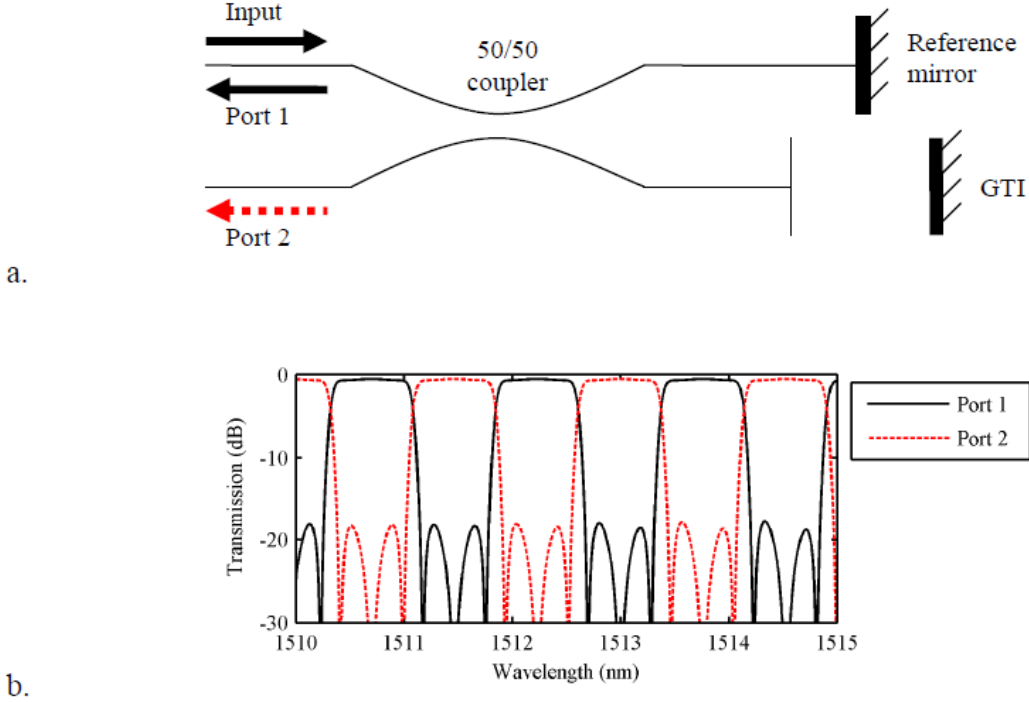 Input
50/50
coupler
Reference
mirror
Port 1
GTI
Port 2
a.
0
-10
-20
-30
Transmission (dB)
1510
1511
1512
1513
1514
1515
Wavelength (nm)
Port 1
Port 2
b.